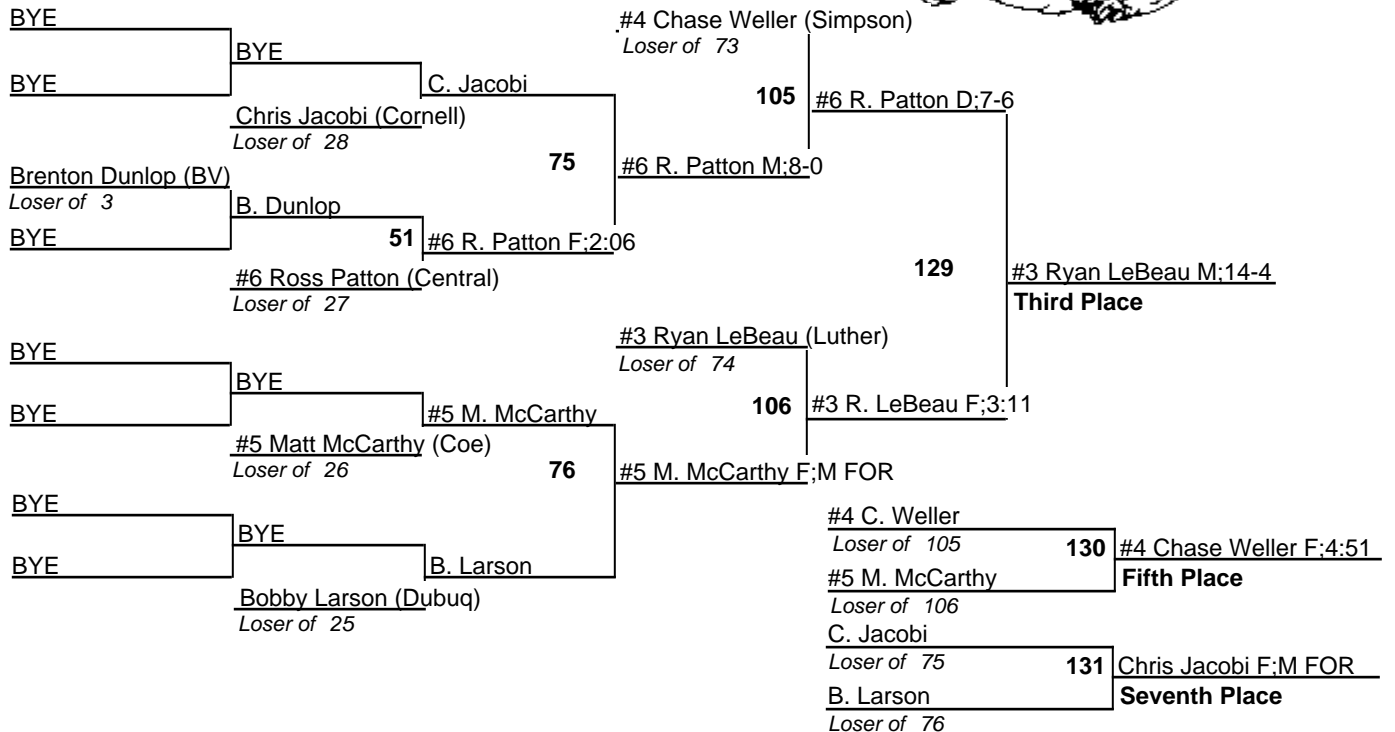 BYE
BYE
BYE
Chris Jacobi (Cornell)
Loser of 28
C. Jacobi
Brenton Dunlop (BV)
Loser of 3
BYE
B. Dunlop
51
#6 Ross Patton (Central)
Loser of 27
#6 R. Patton F;2:06
75
#6 R. Patton M;8-0
#4 Chase Weller (Simpson)
Loser of 73
105
#6 R. Patton D;7-6
129
#3 Ryan LeBeau M;14-4
Third Place
BYE
BYE
BYE
#5 Matt McCarthy (Coe)
Loser of 26
#5 M. McCarthy
BYE
BYE
BYE
Bobby Larson (Dubuq)
Loser of 25
B. Larson
76
#5 M. McCarthy F;M FOR
#3 Ryan LeBeau (Luther)
Loser of 74
106
#3 R. LeBeau F;3:11
#4 C. Weller
Loser of 105
130
#4 Chase Weller F;4:51
Fifth Place
#5 M. McCarthy
Loser of 106
C. Jacobi
Loser of 75
131
Chris Jacobi F;M FOR
Seventh Place
B. Larson
Loser of 76